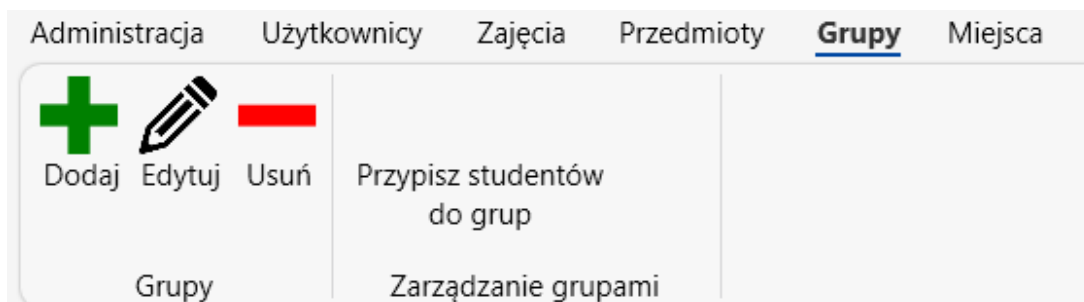 Administracja Użytkownicy Zajęcia Przedmioty Grupy Miejsca
Dodaj Edytuj Usuń Przypisz studentów
do grup
Grupy Zarządzanie grupami